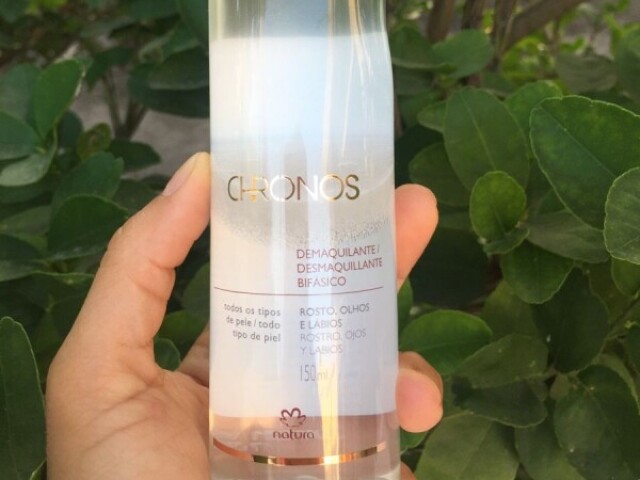 CHRONOS
DEMAQUILANTE/
DESMAQUILLANTE
BIFÁSICO
todos os tipos
de pele/todo
tipo de piel
ROSTO, OLHOS
E LÁBIOS
ROSTRO, OJOS
Y LABIOS
150ml
natura